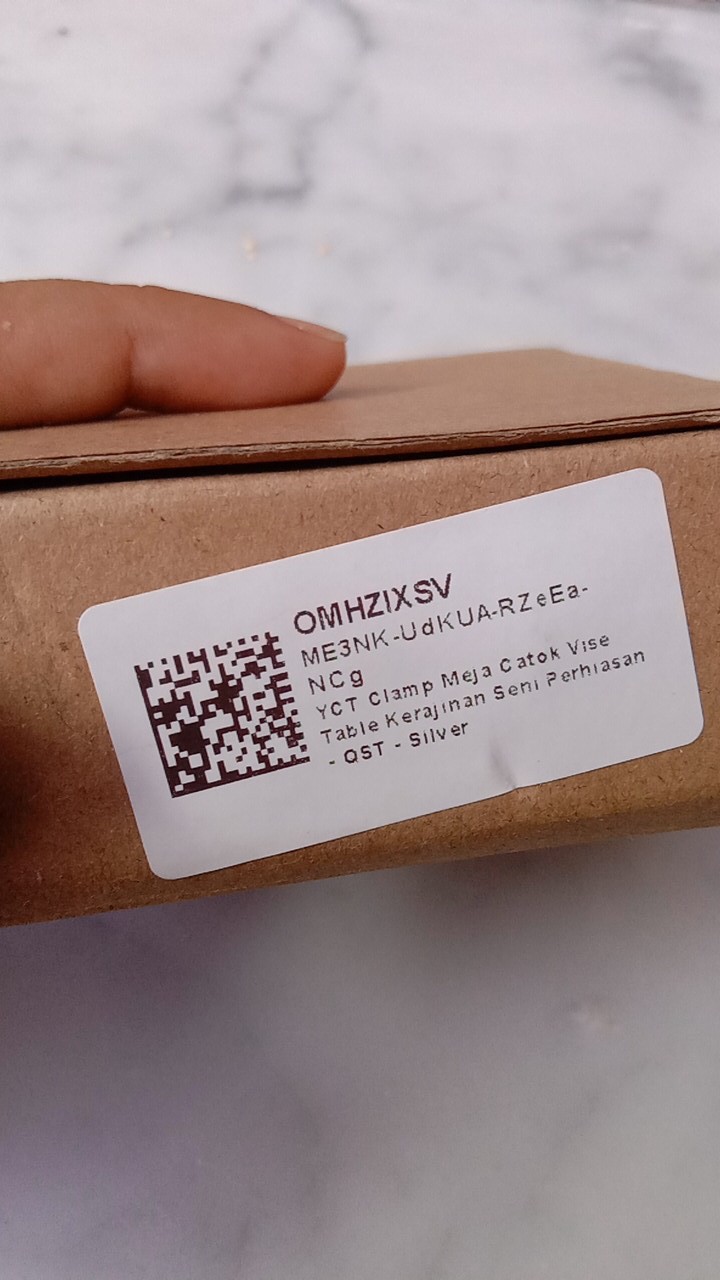 OMHZIXSV
ME3NK-UdKUA-RZeEa-
NCg
YCT Clamp Meja Catok Vise
Table Kerajinan Seni Perhiasan
- QST - Silver